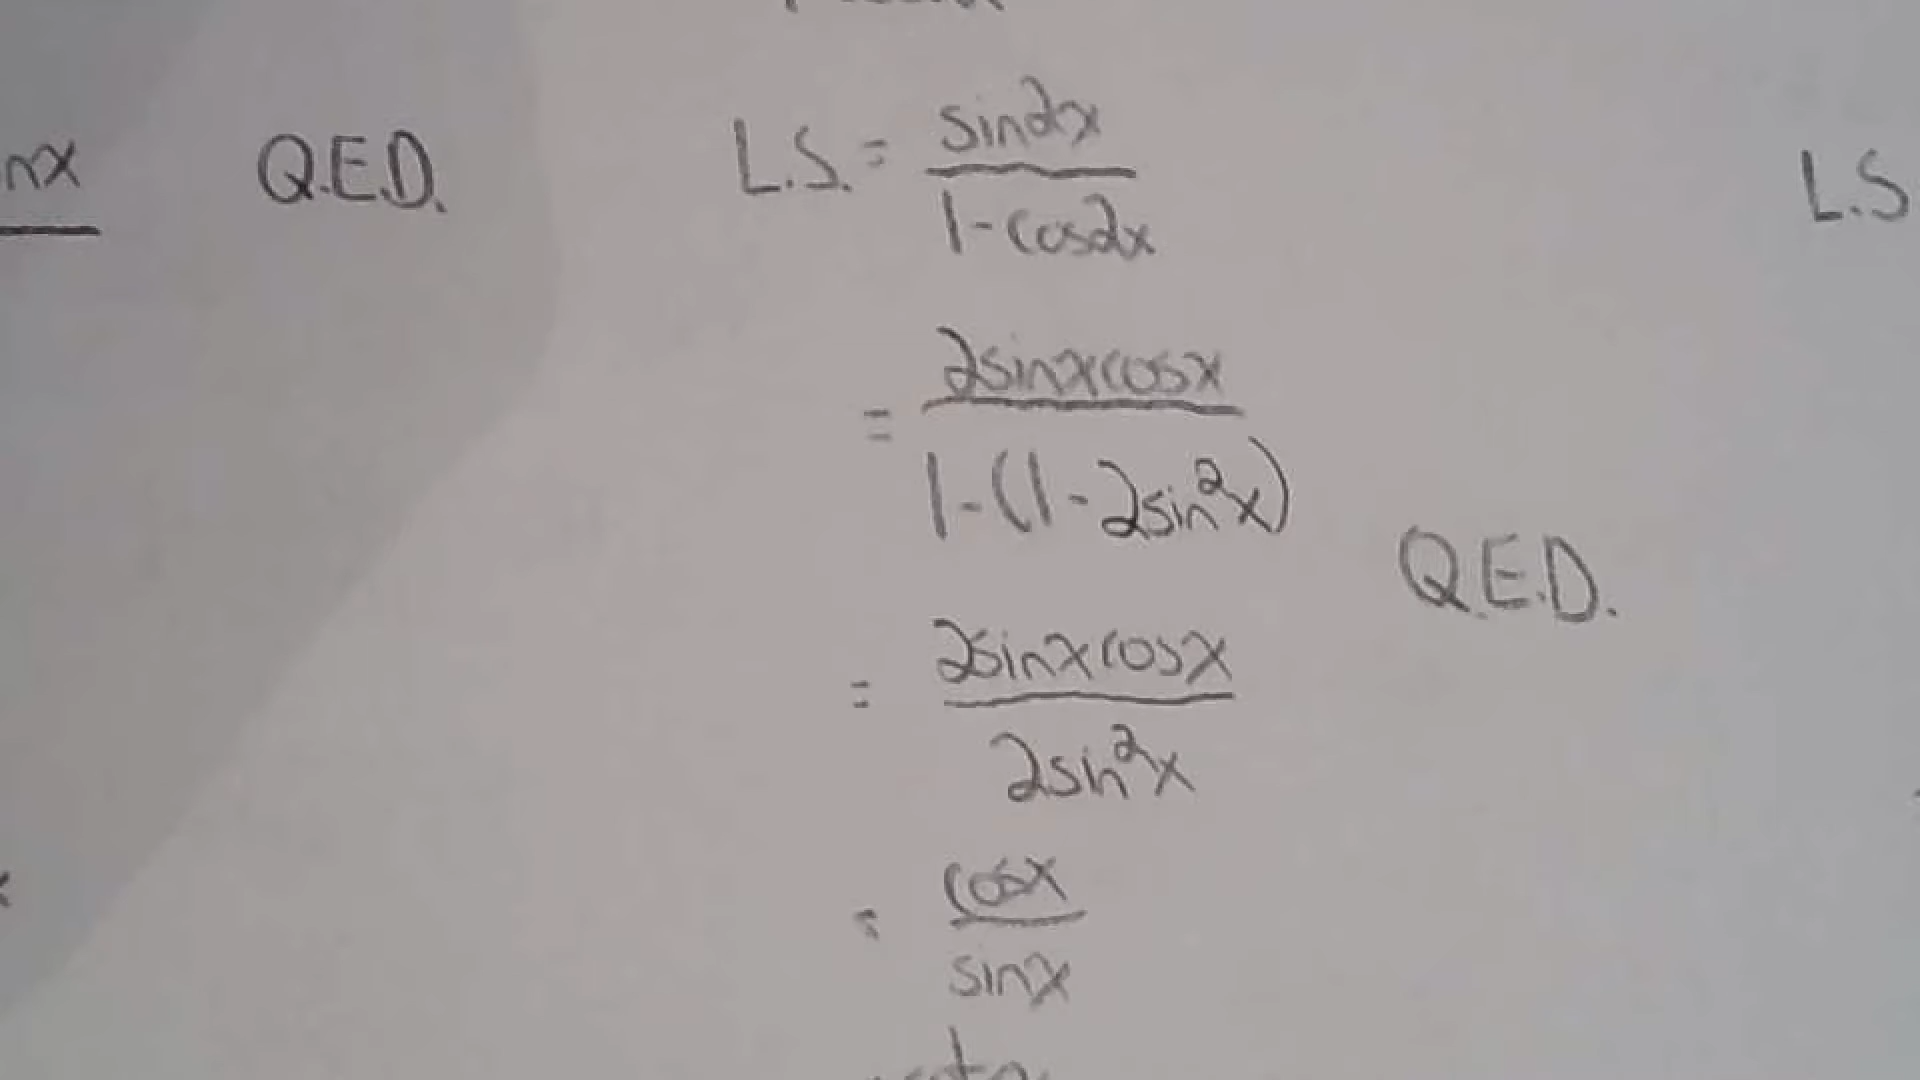 nx Q.E.D.
L.S. = sin2x
1-cos2x
L.S
2sinxcosx
=
1-(1-2sin²x)
Q.E.D.
2sinxcosx
=
2sin²x
cosx
=
sinx